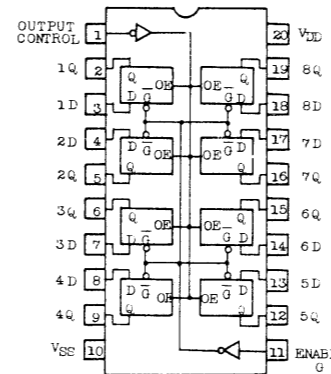 OUTPUT
CONTROL 1 20 VDD
1Q 2 Q OE OE Q 19 8Q
1D 3 D G G D 18 8D
2D 4 D G G D 17 7D
2Q 5 Q OE OE Q 16 7Q
3Q 6 Q OE OE Q 15 6Q
3D 7 D G G D 14 6D
4D 8 D G G D 13 5D
4Q 9 Q OE OE Q 12 5Q
VSS 10 11 ENABL
G